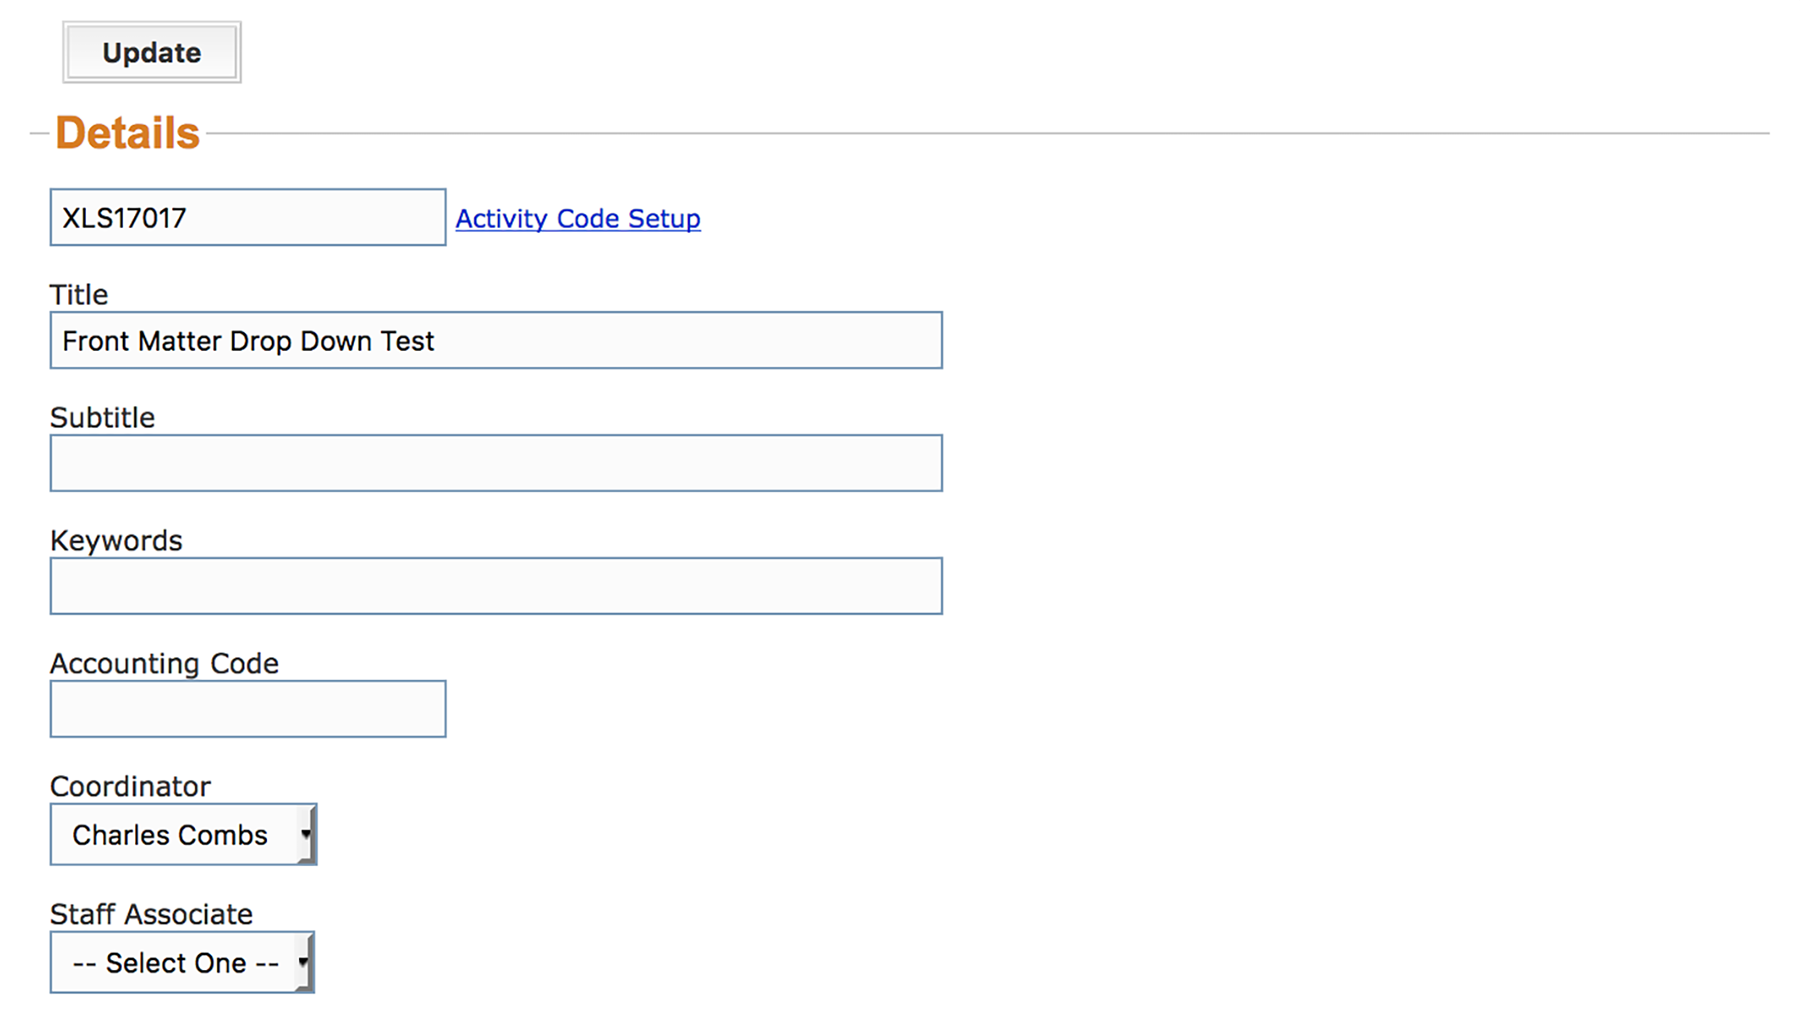 Update
Details
XLS17017 Activity Code Setup
Title
Front Matter Drop Down Test
Subtitle
Keywords
Accounting Code
Coordinator
Charles Combs
Staff Associate
-- Select One --